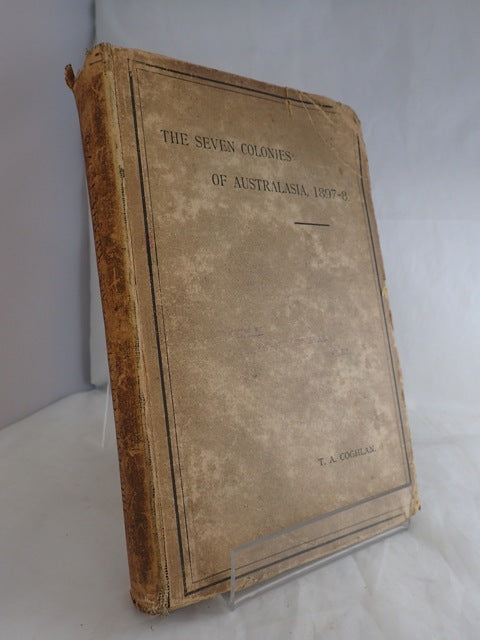 THE SEVEN COLONIES
OF AUSTRALASIA, 1897-8
T. A. COGHLAN.